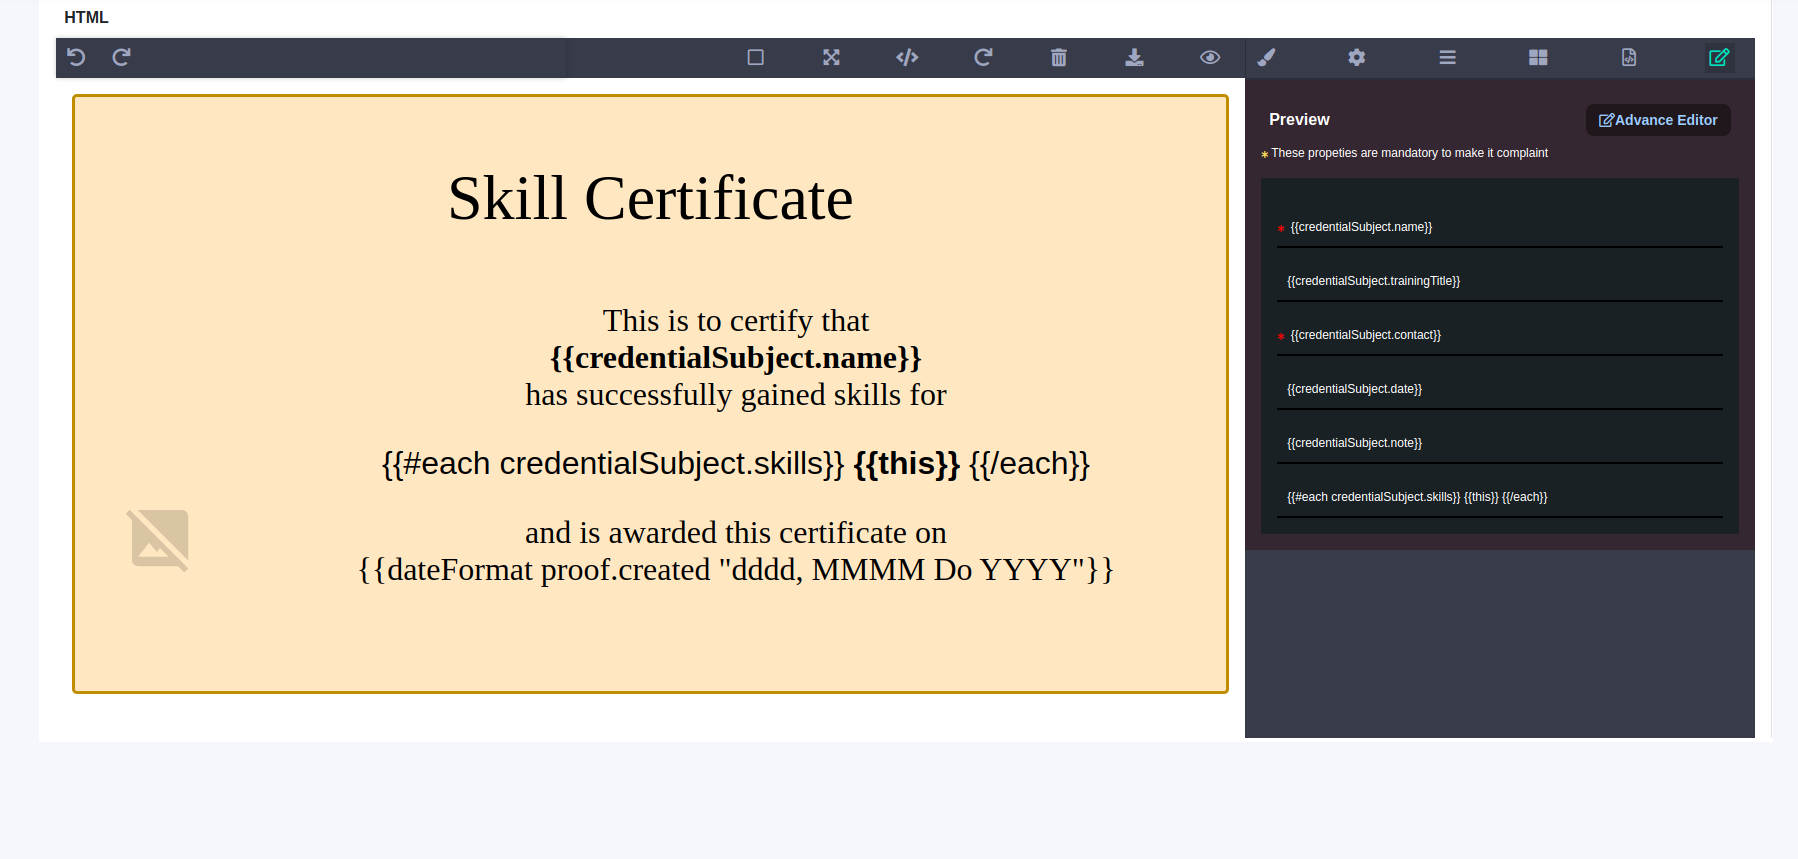 HTML
Skill Certificate
This is to certify that
{{credentialSubject.name}}
has successfully gained skills for
{{#each credentialSubject.skills}} {{this}} {{/each}}
and is awarded this certificate on
{{dateFormat proof.created "dddd, MMMM Do YYYY"}}
Preview
Advance Editor
* These propeties are mandatory to make it complaint
* {{credentialSubject.name}}
{{credentialSubject.trainingTitle}}
* {{credentialSubject.contact}}
{{credentialSubject.date}}
{{credentialSubject.note}}
{{#each credentialSubject.skills}} {{this}} {{/each}}